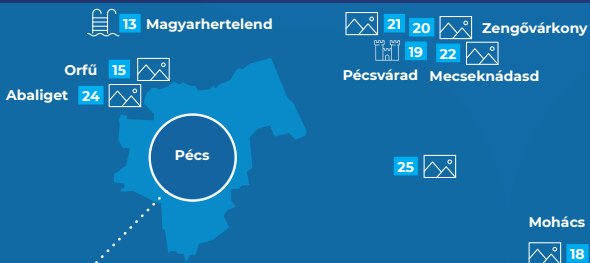 13 Magyarhertelend
21 20 Zengővárkony
19 22
Pécsvárad Mecseknádasd
Orfű 15
Abaliget 24
Pécs
25
Mohács
18